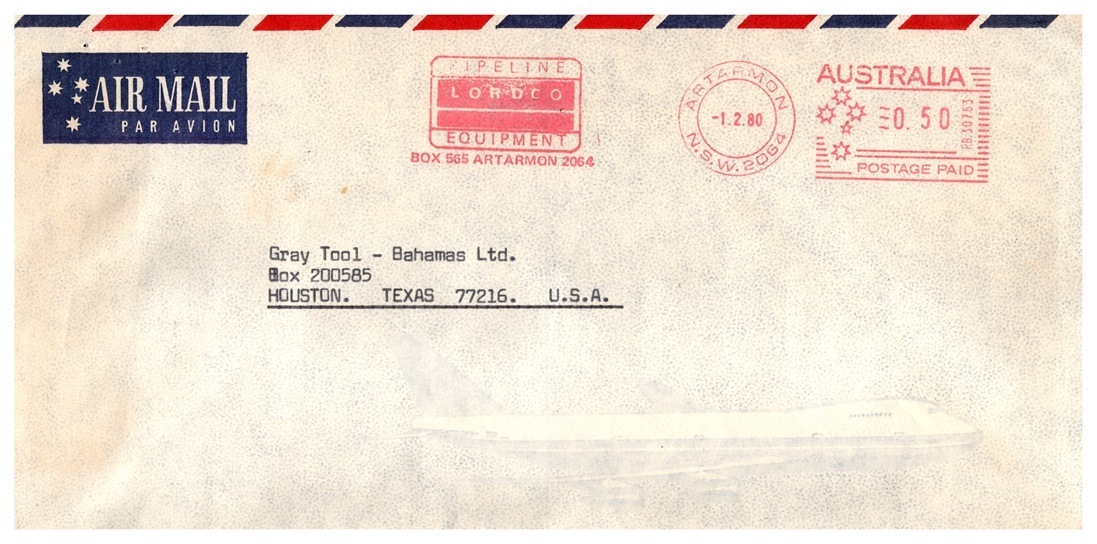 AIR MAIL
PAR AVION
PIPELINE
LORDCO
EQUIPMENT
BOX 565 ARTARMON 2064
ARTARMON
-1.2.80
N.S.W. 2064
AUSTRALIA
0.50
P.B.30763
POSTAGE PAID
Gray Tool - Bahamas Ltd.
Box 200585
HOUSTON. TEXAS 77216. U.S.A.